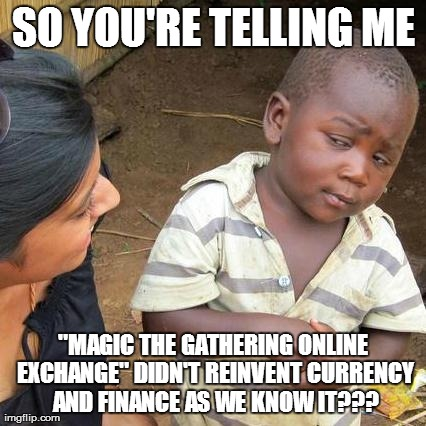 SO YOU'RE TELLING ME
"MAGIC THE GATHERING ONLINE
EXCHANGE" DIDN'T REINVENT CURRENCY
AND FINANCE AS WE KNOW IT???
imgflip.com